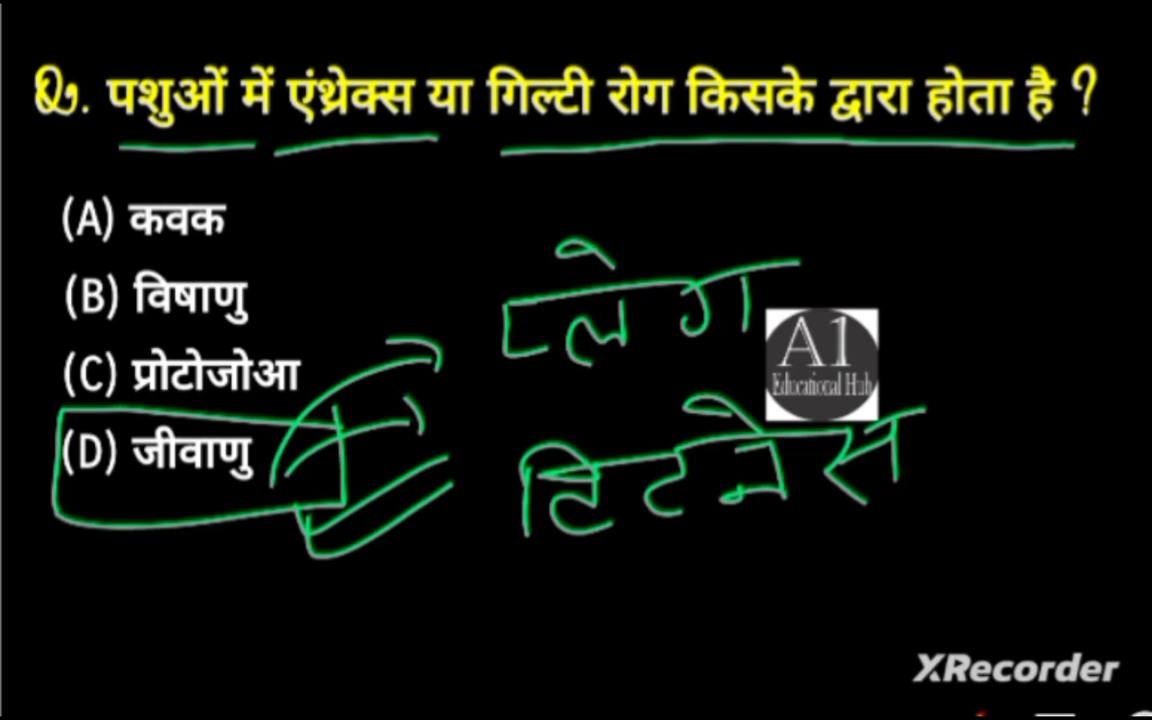 Q. पशुओं में एंथ्रेक्स या गिल्टी रोग किसके द्वारा होता है ?
(A) कवक
(B) विषाणु
(C) प्रोटोजोआ
(D) जीवाणु
प्लेग
A1
Educational Hub
टिटनेस
XRecorder